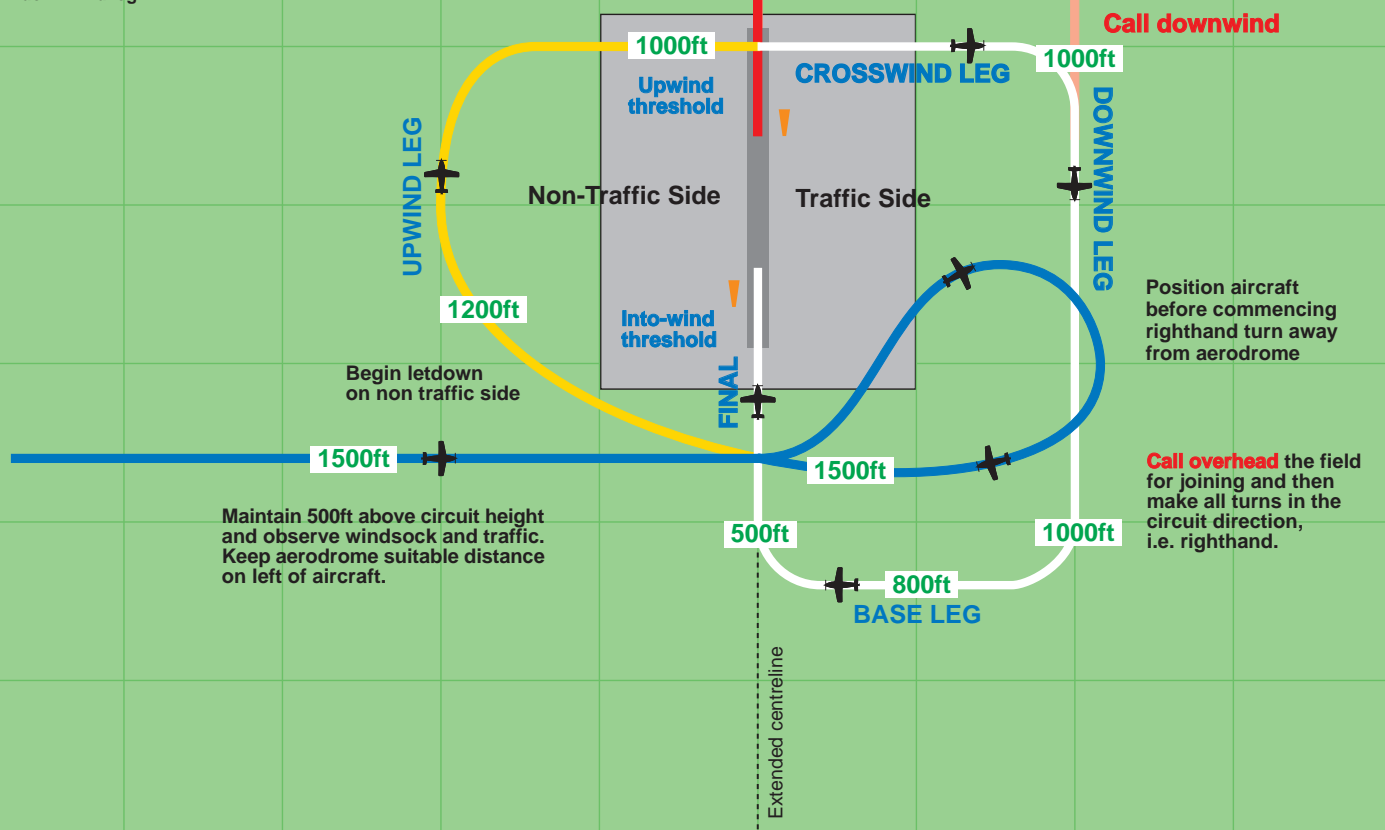 Call downwind
1000ft
1000ft
CROSSWIND LEG
Upwind
threshold
DOWNWIND LEG
UPWIND LEG
Non-Traffic Side
Traffic Side
1200ft
Into-wind
threshold
Position aircraft
before commencing
righthand turn away
from aerodrome
FINAL
Begin letdown
on non traffic side
1500ft
1500ft
Call overhead the field
for joining and then
make all turns in the
circuit direction,
i.e. righthand.
Maintain 500ft above circuit height
and observe windsock and traffic.
Keep aerodrome suitable distance
on left of aircraft.
500ft
1000ft
800ft
BASE LEG
Extended centreline